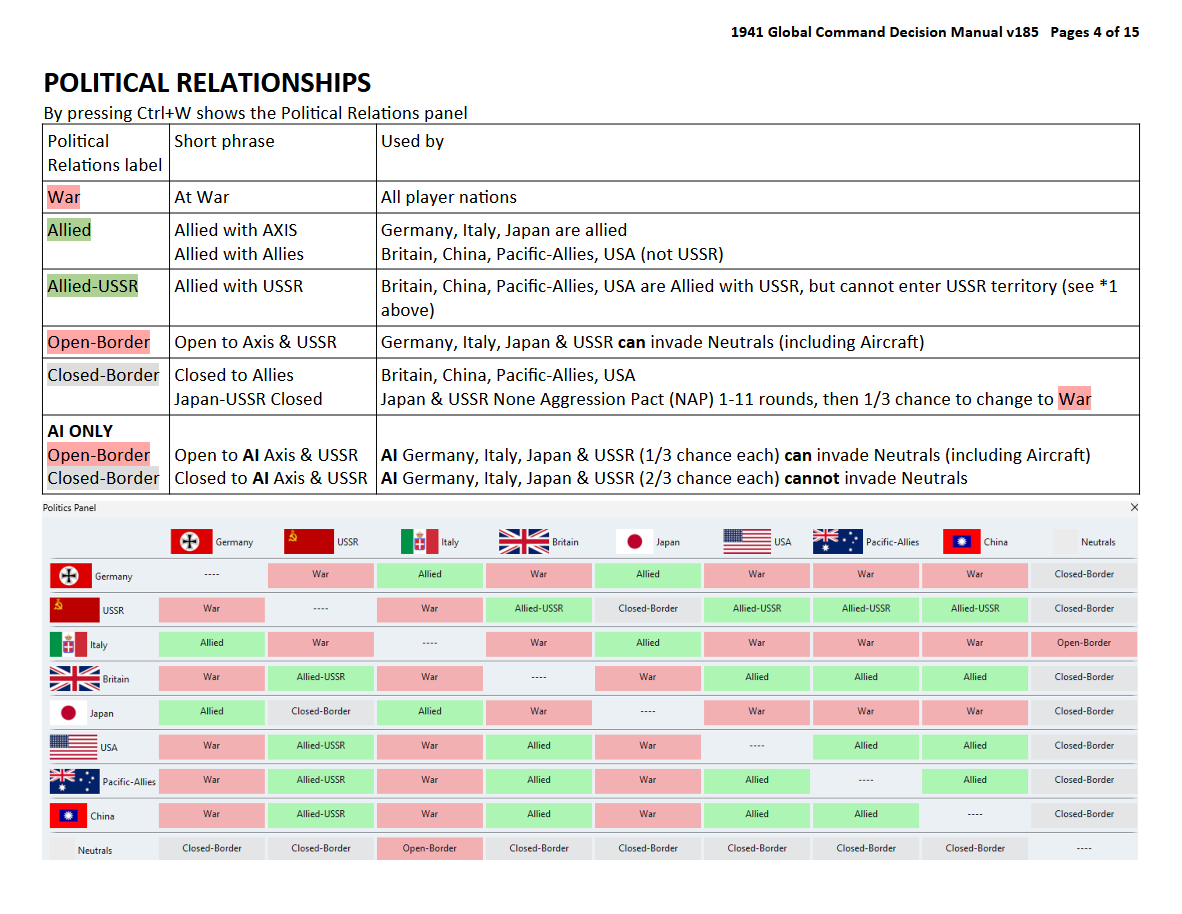 1941 Global Command Decision Manual v185   Pages 4 of 15
POLITICAL RELATIONSHIPS
By pressing Ctrl+W shows the Political Relations panel
Political Relations label	Short phrase	Used by
War	At War	All player nations
Allied	Allied with AXIS	Germany, Italy, Japan are allied
Allied with Allies	Britain, China, Pacific-Allies, USA (not USSR)
Allied-USSR	Allied with USSR	Britain, China, Pacific-Allies, USA are Allied with USSR, but cannot enter USSR territory (see *1
above)
Open-Border	Open to Axis & USSR	Germany, Italy, Japan & USSR can invade Neutrals (including Aircraft)
Closed-Border	Closed to Allies	Britain, China, Pacific-Allies, USA
Japan-USSR Closed	Japan & USSR None Aggression Pact (NAP) 1-11 rounds, then 1/3 chance to change to War
AI ONLY
Open-Border	Open to AI Axis & USSR	AI Germany, Italy, Japan & USSR (1/3 chance each) can invade Neutrals (including Aircraft)
Closed-Border	Closed to AI Axis & USSR	AI Germany, Italy, Japan & USSR (2/3 chance each) cannot invade Neutrals
Politics Panel	×
Germany	USSR	Italy	Britain	Japan	USA	Pacific-Allies	China	Neutrals
Germany	----	War	Allied	War	Allied	War	War	War	Closed-Border
USSR	War	----	War	Allied-USSR	Closed-Border	Allied-USSR	Allied-USSR	Allied-USSR	Closed-Border
Italy	Allied	War	----	War	Allied	War	War	War	Open-Border
Britain	War	Allied-USSR	War	----	War	Allied	Allied	Allied	Closed-Border
Japan	Allied	Closed-Border	Allied	War	----	War	War	War	Closed-Border
USA	War	Allied-USSR	War	Allied	War	----	Allied	Allied	Closed-Border
Pacific-Allies	War	Allied-USSR	War	Allied	War	Allied	----	Allied	Closed-Border
China	War	Allied-USSR	War	Allied	War	Allied	Allied	----	Closed-Border
Neutrals	Closed-Border	Closed-Border	Open-Border	Closed-Border	Closed-Border	Closed-Border	Closed-Border	Closed-Border	----